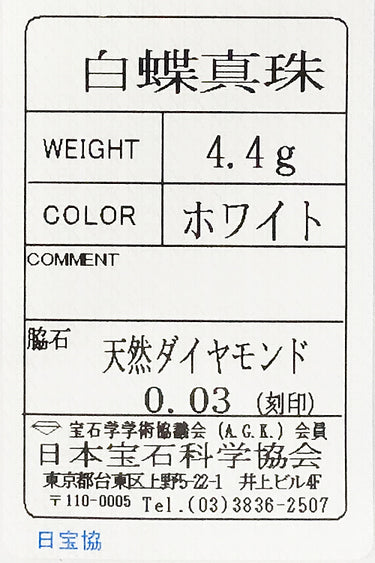 白蝶真珠
WEIGHT 4.4g
COLOR ホワイト
COMMENT
脇石 天然ダイヤモンド
0.03 (刻印)
宝石学学術協議会 (A.G.K.) 会員
日本宝石科学協会
東京都台東区上野5-22-1 井上ビル4F
〒110-0005 Tel.(03)3836-2507
日宝協